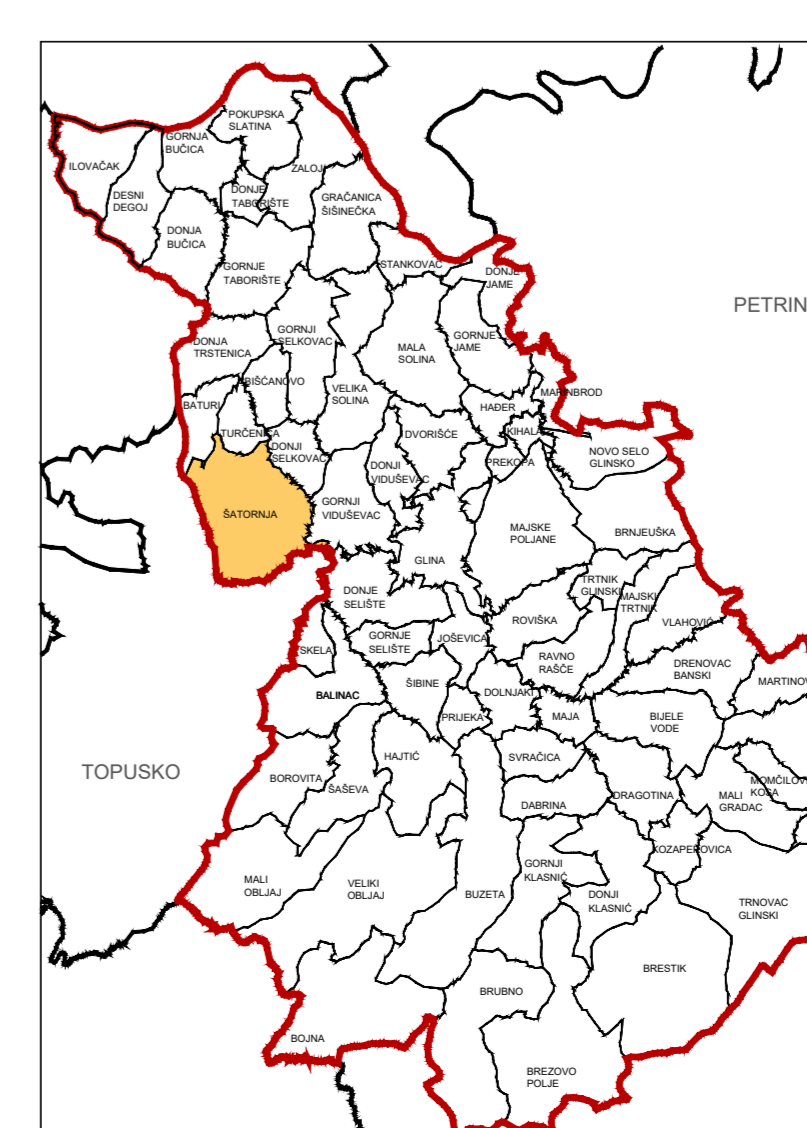 POKUPSKA
SLATINA
GORNJA
BUČICA
ILOVAČAK
ZALOJ
DESNI
DEGOJ
DONJE
TABORIŠTE
GRAČANICA
ŠIŠINEČKA
DONJA
BUČICA
GORNJE
TABORIŠTE
STANKOVAC
DONJE
JAME
PETRIN
GORNJI
SELKOVAC
DONJA
TRSTENICA
MALA
SOLINA
GORNJE
JAME
BIŠĆANOVO
VELIKA
SOLINA
MARINBROD
BATURI
HAĐER
TURČENICA
DONJI
SELKOVAC
DVORIŠĆE
KIHALA
NOVO SELO
GLINSKO
DONJI
VIDUŠEVAC
PREKOPA
GORNJI
VIDUŠEVAC
ŠATORNJA
MAJSKE
POLJANE
BRNJEUŠKA
GLINA
DONJE
SELIŠTE
TRTNIK
GLINSKI
MAJSKI
TRTNIK
ROVIŠKA
VLAHOVIĆ
SKELA
GORNJE
SELIŠTE
JOŠEVICA
RAVNO
RAŠČE
DRENOVAC
BANSKI
MARTINOV
ŠIBINE
BALINAC
DOLNJAKI
PRIJEKA
MAJA
BIJELE
VODE
TOPUSKO
HAJTIĆ
SVRAČICA
BOROVITA
ŠAŠEVA
DABRINA
DRAGOTINA
MALI
GRADAC
MOMČILOV
KOSA
GORNJI
KLASNIĆ
KOZAPEROVICA
MALI
OBLJAJ
VELIKI
OBLJAJ
BUZETA
DONJI
KLASNIĆ
TRNOVAC
GLINSKI
BRESTIK
BRUBNO
BOJNA
BREZOVO
POLJE